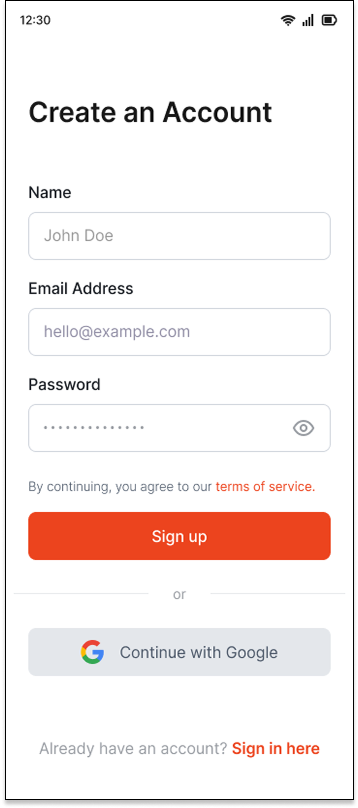 12:30
Create an Account
Name
John Doe
Email Address
hello@example.com
Password
••••••••••••••
By continuing, you agree to our terms of service.
Sign up
or
Continue with Google
Already have an account? Sign in here